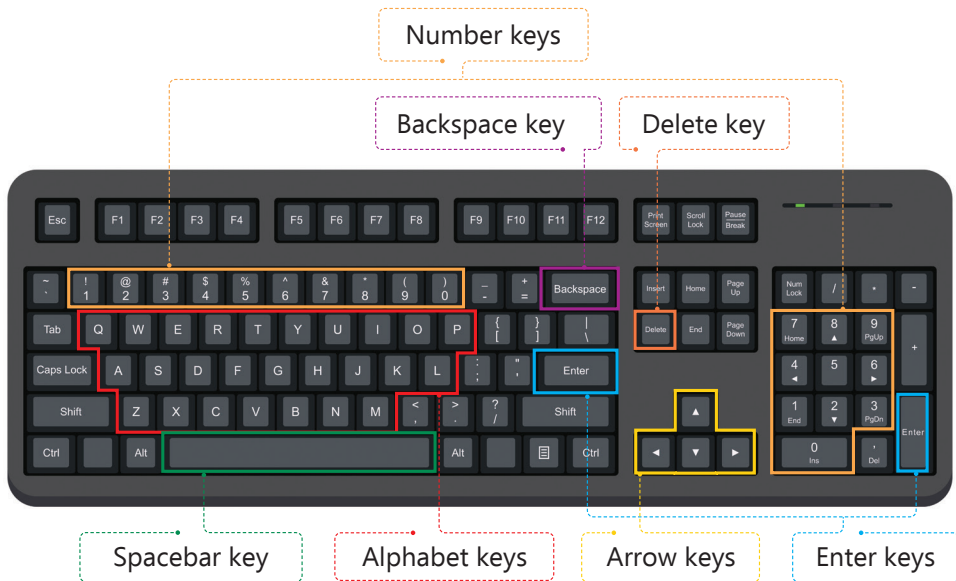 Number keys
Backspace key Delete key
Esc F1 F2 F3 F4 F5 F6 F7 F8 F9 F10 F11 F12 Print Screen Scroll Lock Pause Break
~ ` ! 1 @ 2 # 3 $ 4 % 5 ^ 6 & 7 * 8 ( 9 ) 0 _ - + = Backspace Insert Home Page Up Num Lock / * -
Tab Q W E R T Y U I O P { [ } ] | \ Delete End Page Down 7 Home 8 ▲ 9 PgUp +
Caps Lock A S D F G H J K L : ; " ' Enter 4 ◄ 5 6 ►
Shift Z X C V B N M < , > . ? / Shift ▲ 1 End 2 ▼ 3 PgDn Enter
Ctrl Alt Alt Ctrl ◄ ▼ ► 0 Ins , Del
Spacebar key Alphabet keys Arrow keys Enter keys